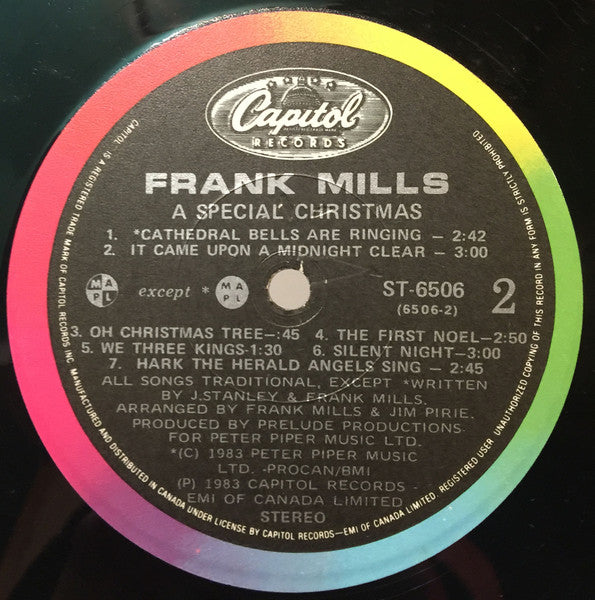 Capitol
RECORDS
FRANK MILLS
A SPECIAL CHRISTMAS
1. *CATHEDRAL BELLS ARE RINGING – 2:42
2. IT CAME UPON A MIDNIGHT CLEAR – 3:00
M A P L except * M A P L
ST-6506
(6506-2)
2
3. OH CHRISTMAS TREE–:45 4. THE FIRST NOEL–2:50
5. WE THREE KINGS-1:30 6. SILENT NIGHT–3:00
7. HARK THE HERALD ANGELS SING – 2:45
ALL SONGS TRADITIONAL, EXCEPT *WRITTEN
BY J.STANLEY & FRANK MILLS,
ARRANGED BY FRANK MILLS & JIM PIRIE.
PRODUCED BY PRELUDE PRODUCTIONS
FOR PETER PIPER MUSIC LTD.
*(C) 1983 PETER PIPER MUSIC
LTD. -PROCAN/BMI
(P) 1983 CAPITOL RECORDS -
EMI OF CANADA LIMITED
STEREO
CAPITOL IS A REGISTERED TRADE MARK OF CAPITOL RECORDS INC. MANUFACTURED AND DISTRIBUTED IN CANADA UNDER LICENSE BY CAPITOL RECORDS—EMI OF CANADA LIMITED, REGISTERED USER. UNAUTHORIZED COPYING OF THIS RECORD IN ANY FORM IS STRICTLY PROHIBITED